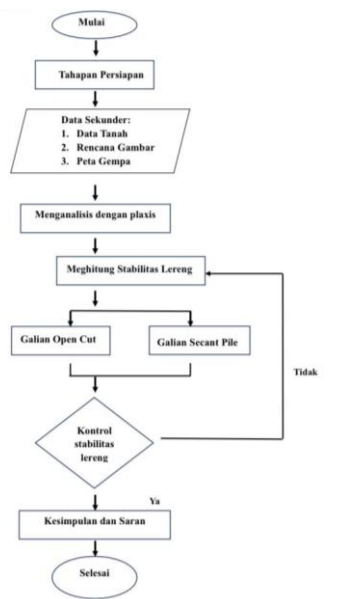 Mulai
Tahapan Persiapan
Data Sekunder:
1. Data Tanah
2. Rencana Gambar
3. Peta Gempa
Menganalisis dengan plaxis
Meghitung Stabilitas Lereng
Galian Open Cut
Galian Secant Pile
Tidak
Kontrol
stabilitas
lereng
Ya
Kesimpulan dan Saran
Selesai